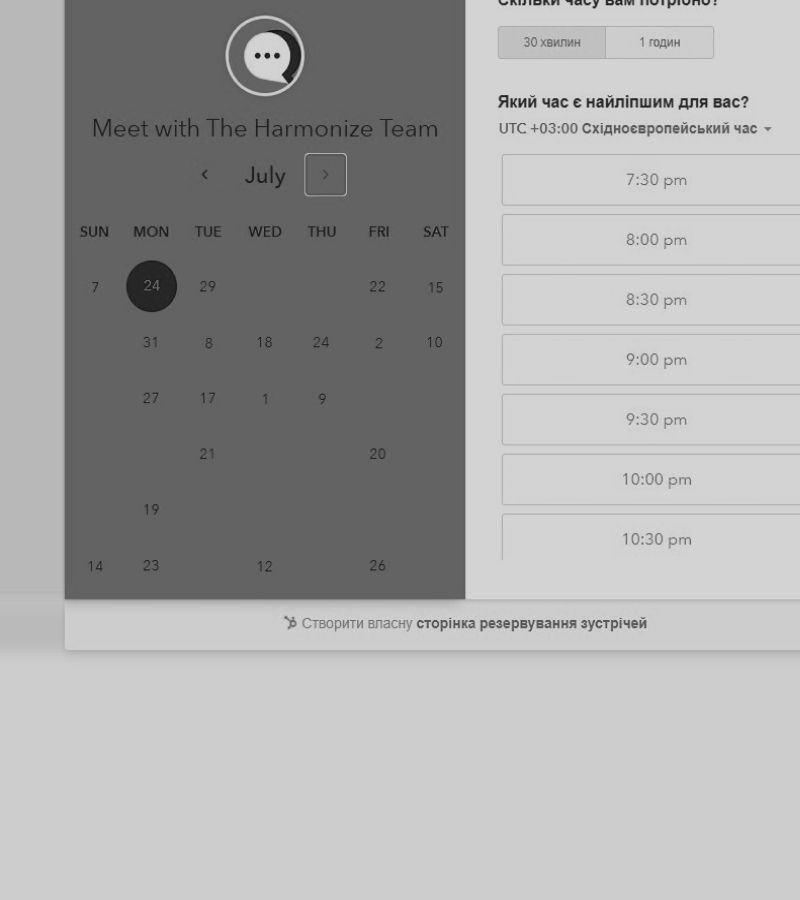 Скільки часу вам потрібно?
30 хвилин 1 годин
Meet with The Harmonize Team
July
SUN MON TUE WED THU FRI SAT
7 24 29 22 15
31 8 18 24 2 10
27 17 1 9
21 20
19
14 23 12 26
Який час є найліпшим для вас?
UTC +03:00 Східноєвропейський час
7:30 pm
8:00 pm
8:30 pm
9:00 pm
9:30 pm
10:00 pm
10:30 pm
Створити власну сторінка резервування зустрічей